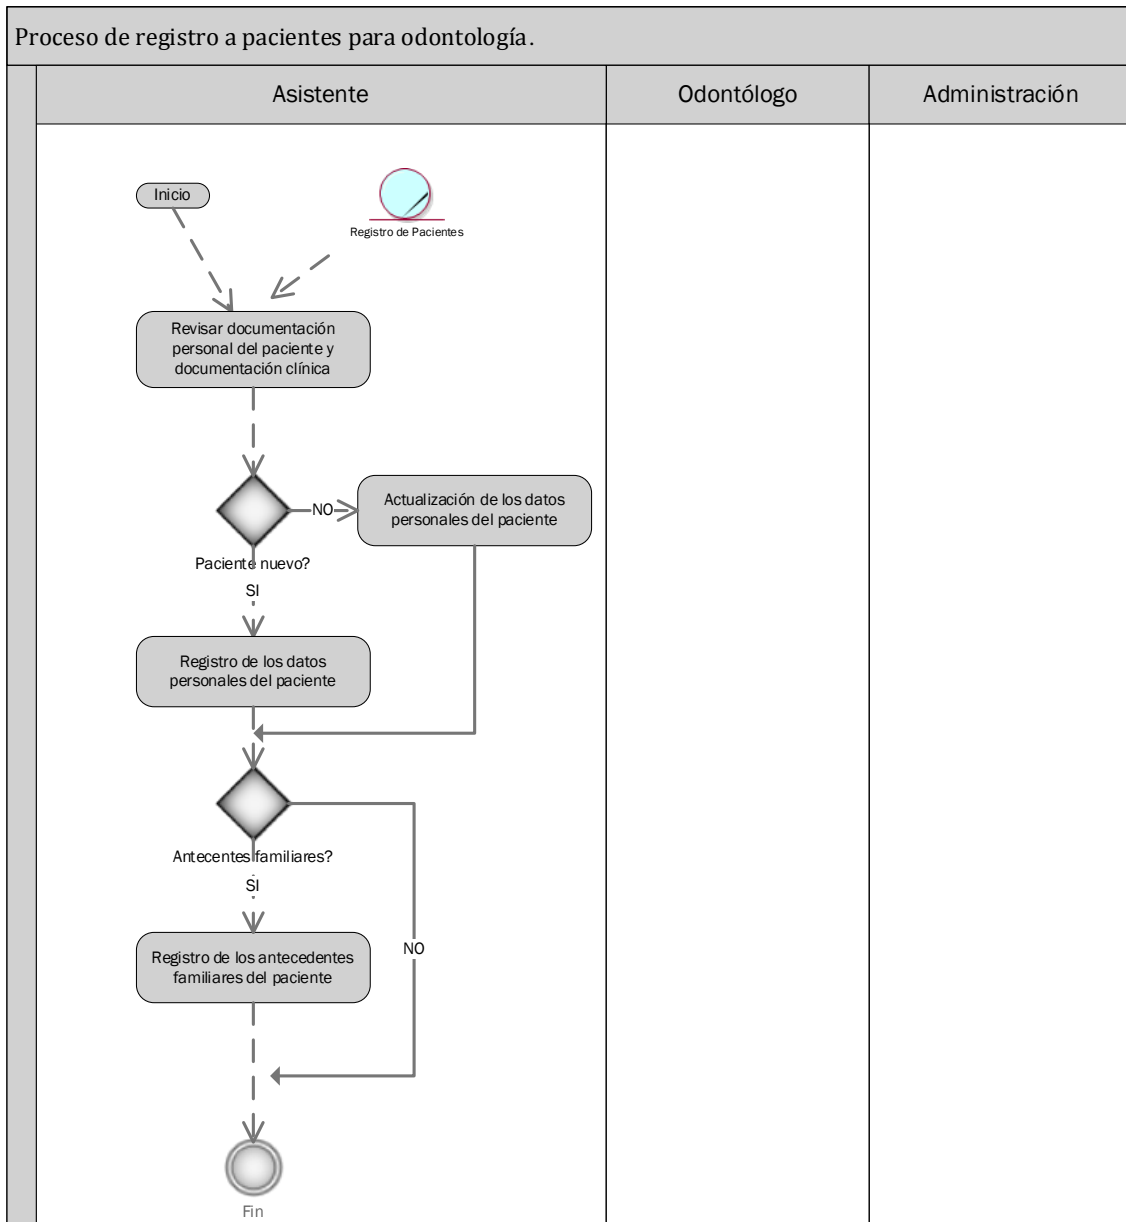 Proceso de registro a pacientes para odontología.
Asistente
Odontólogo
Administración
Inicio
Registro de Pacientes
Revisar documentación
personal del paciente y
documentación clínica
NO
Actualización de los datos
personales del paciente
Paciente nuevo?
SI
Registro de los datos
personales del paciente
Antecentes familiares?
SI
Registro de los antecedentes
familiares del paciente
NO
Fin